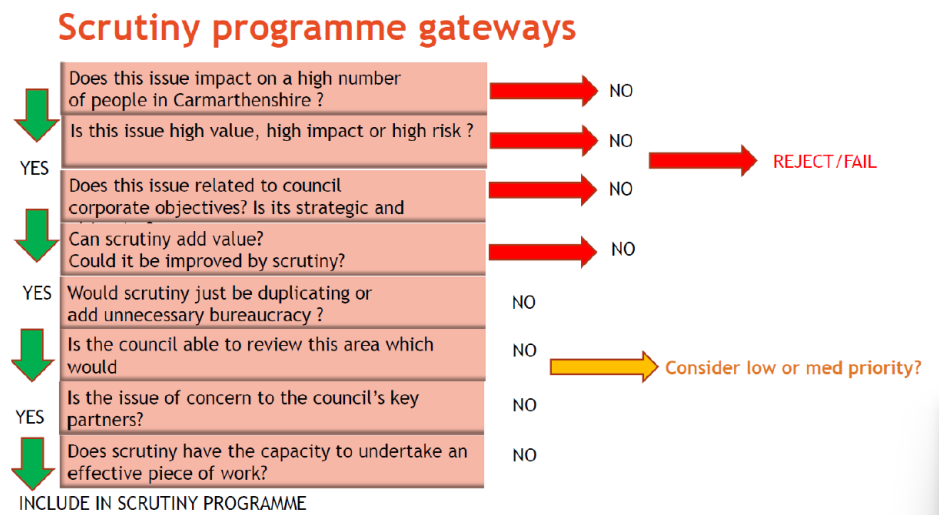 Scrutiny programme gateways
Does this issue impact on a high number
of people in Carmarthenshire ?
NO
Is this issue high value, high impact or high risk ?
NO
YES
REJECT/FAIL
Does this issue related to council
corporate objectives? Is its strategic and
NO
Can scrutiny add value?
Could it be improved by scrutiny?
NO
YES
Would scrutiny just be duplicating or
add unnecessary bureaucracy ?
NO
Is the council able to review this area which
would
NO
Consider low or med priority?
Is the issue of concern to the council's key
partners?
NO
YES
Does scrutiny have the capacity to undertake an
effective piece of work?
NO
INCLUDE IN SCRUTINY PROGRAMME